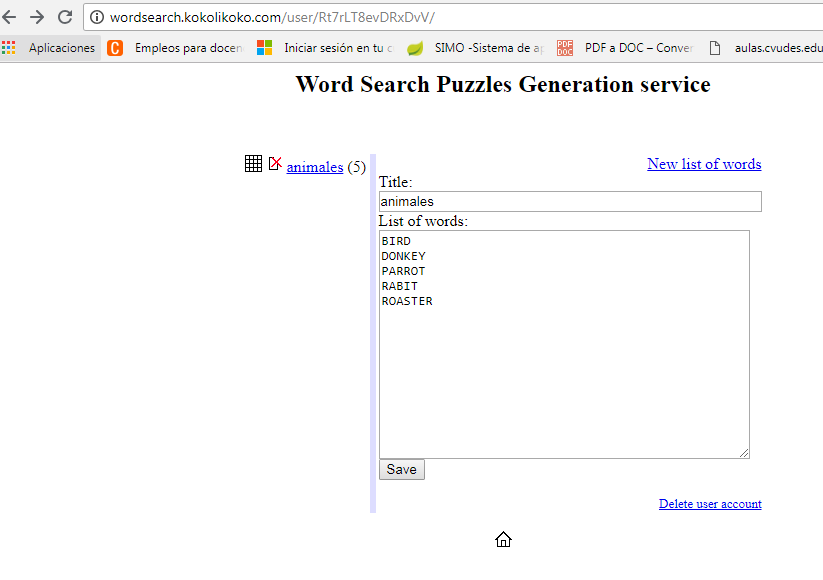 wordsearch.kokolikoko.com/user/Rt7rLT8evDRxDvV/
Aplicaciones Empleos para docen Iniciar sesión en tu c SIMO -Sistema de ap PDF a DOC – Conver aulas.cvudes.edu
Word Search Puzzles Generation service
animales (5)
New list of words
Title:
animales
List of words:
BIRD
DONKEY
PARROT
RABIT
ROASTER
Save
Delete user account